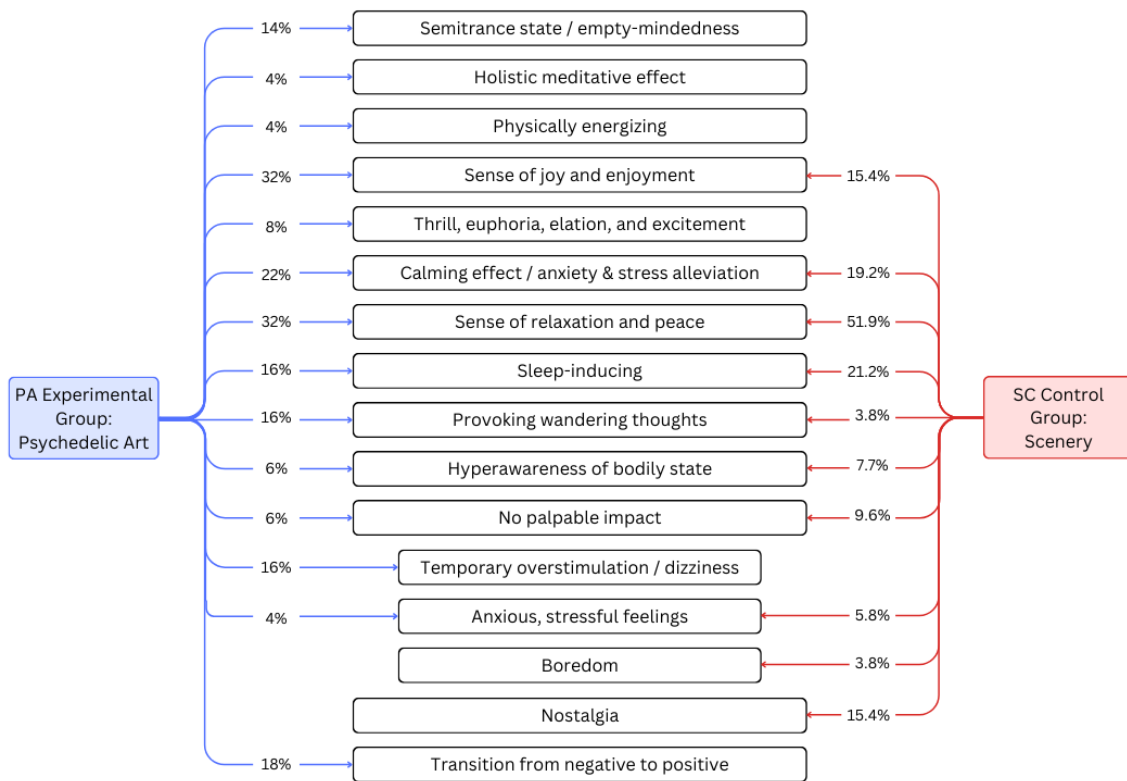 14% Semitrance state / empty-mindedness
4% Holistic meditative effect
4% Physically energizing
32% Sense of joy and enjoyment 15.4%
8% Thrill, euphoria, elation, and excitement
22% Calming effect / anxiety & stress alleviation 19.2%
32% Sense of relaxation and peace 51.9%
16% Sleep-inducing 21.2%
PA Experimental
Group:
Psychedelic Art
SC Control
Group:
Scenery
16% Provoking wandering thoughts 3.8%
6% Hyperawareness of bodily state 7.7%
6% No palpable impact 9.6%
16% Temporary overstimulation / dizziness
4% Anxious, stressful feelings 5.8%
Boredom 3.8%
Nostalgia 15.4%
18% Transition from negative to positive